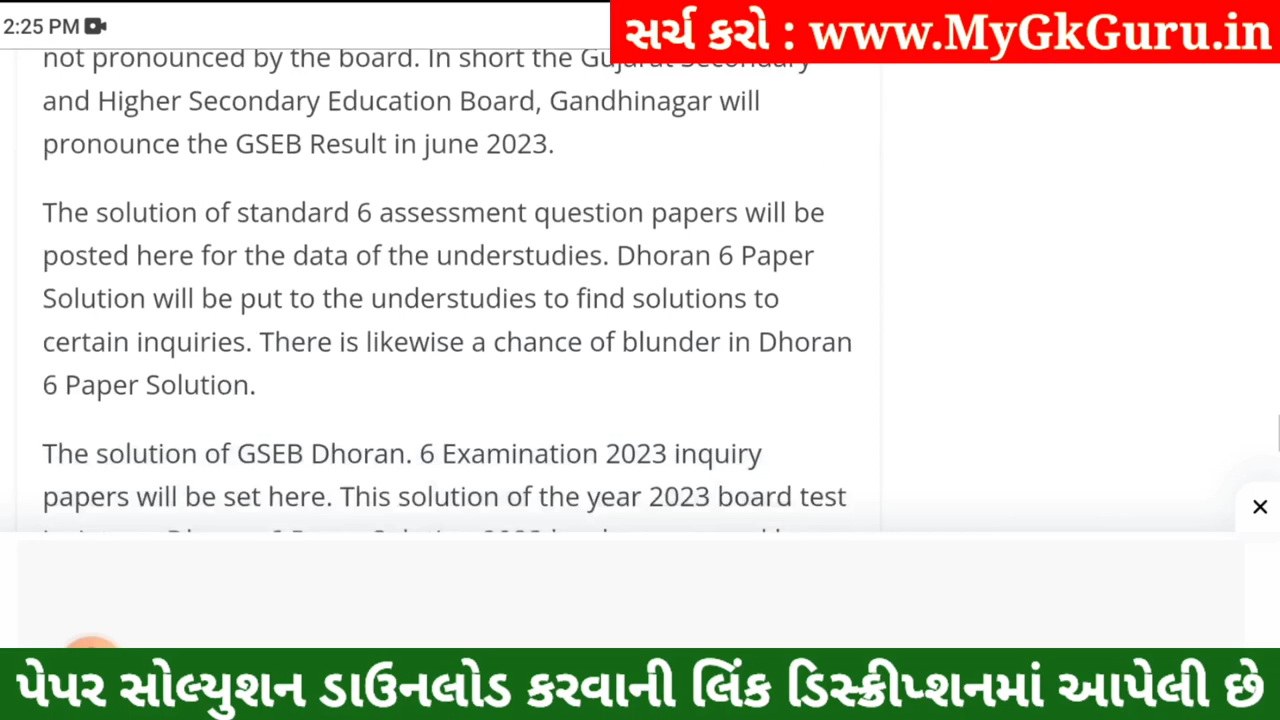 2:25 PM
સર્ચ કરો : www.MyGkGuru.in
not pronounced by the board. In short the Gujarat Secondary
and Higher Secondary Education Board, Gandhinagar will
pronounce the GSEB Result in june 2023.
The solution of standard 6 assessment question papers will be
posted here for the data of the understudies. Dhoran 6 Paper
Solution will be put to the understudies to find solutions to
certain inquiries. There is likewise a chance of blunder in Dhoran
6 Paper Solution.
The solution of GSEB Dhoran. 6 Examination 2023 inquiry
papers will be set here. This solution of the year 2023 board test
પેપર સોલ્યુશન ડાઉનલોડ કરવાની લિંક ડિસ્ક્રીપ્શનમાં આપેલી છે